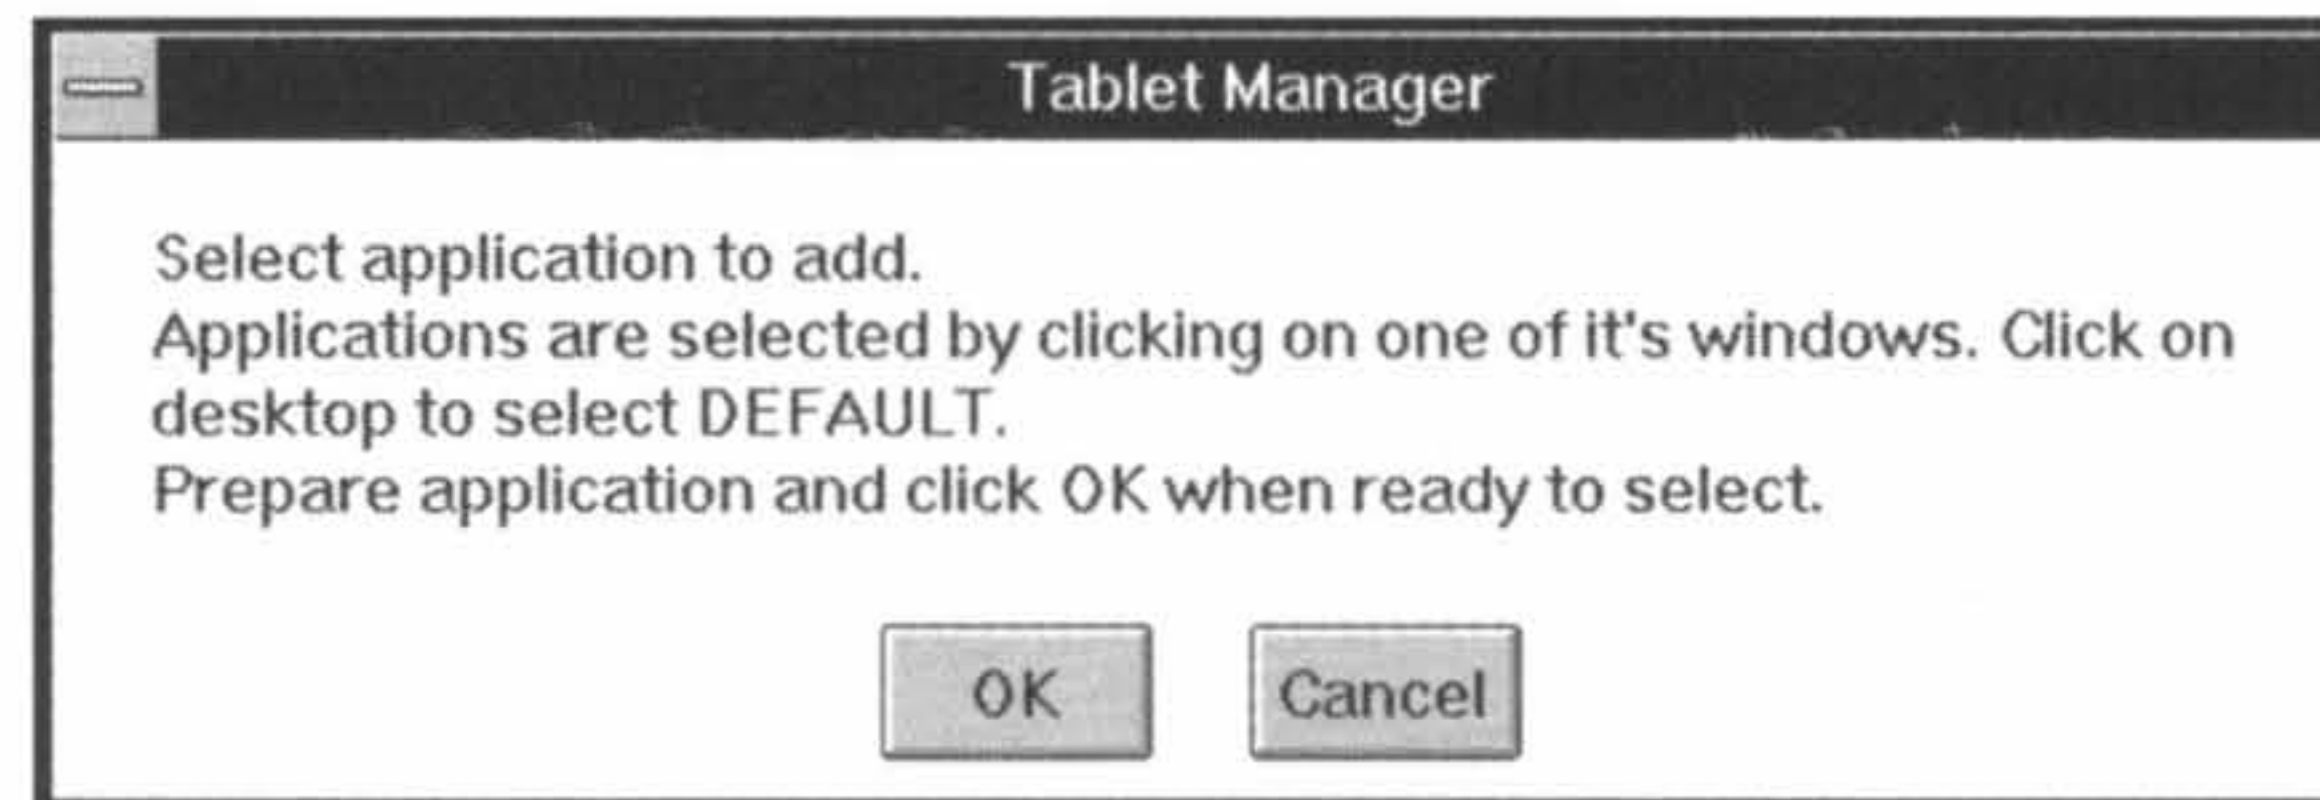 Tablet Manager
Select application to add.
Applications are selected by clicking on one of it's windows. Click on
desktop to select DEFAULT.
Prepare application and click OK when ready to select.
OK Cancel